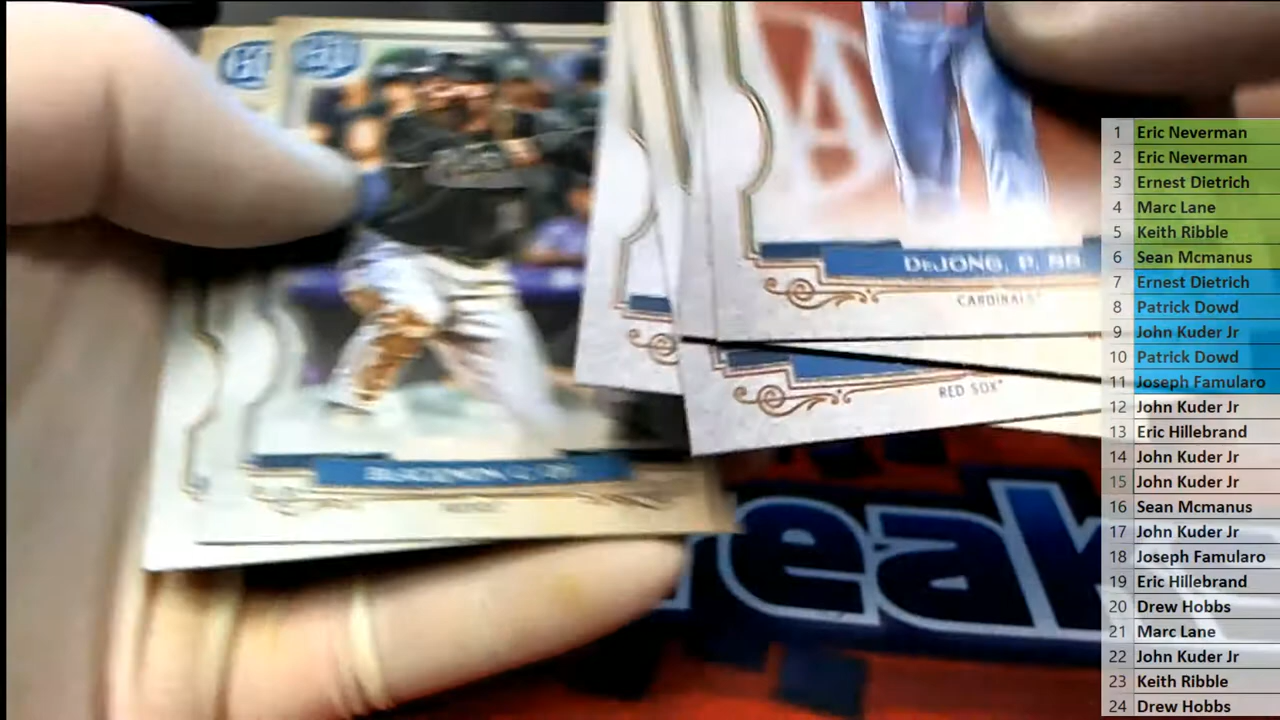 DEJONG, P. SS
CARDINALS
RED SOX
eak
1 Eric Neverman
2 Eric Neverman
3 Ernest Dietrich
4 Marc Lane
5 Keith Ribble
6 Sean Mcmanus
7 Ernest Dietrich
8 Patrick Dowd
9 John Kuder Jr
10 Patrick Dowd
11 Joseph Famularo
12 John Kuder Jr
13 Eric Hillebrand
14 John Kuder Jr
15 John Kuder Jr
16 Sean Mcmanus
17 John Kuder Jr
18 Joseph Famularo
19 Eric Hillebrand
20 Drew Hobbs
21 Marc Lane
22 John Kuder Jr
23 Keith Ribble
24 Drew Hobbs